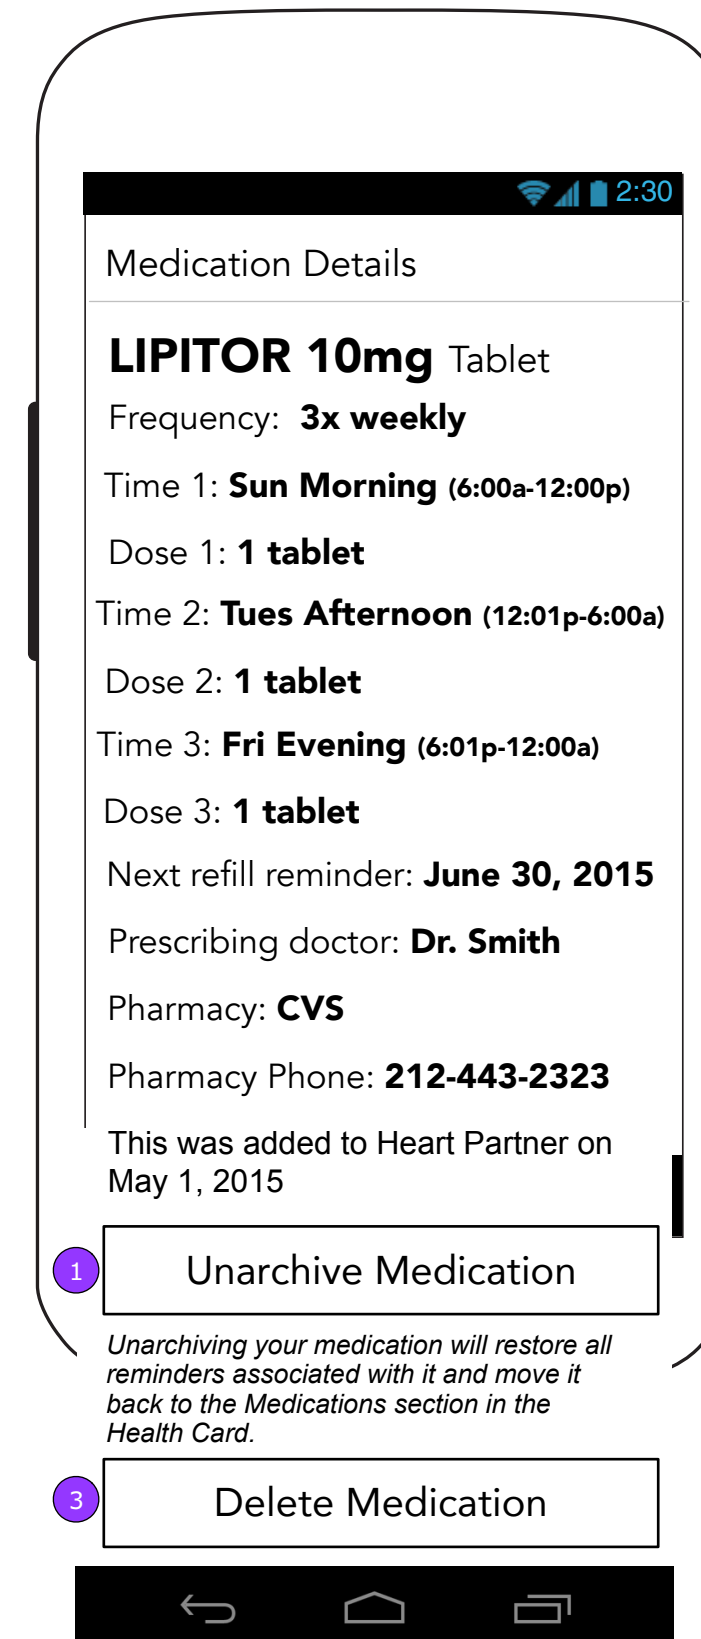 2:30
Medication Details
LIPITOR 10mg Tablet
Frequency: 3x weekly
Time 1: Sun Morning (6:00a-12:00p)
Dose 1: 1 tablet
Time 2: Tues Afternoon (12:01p-6:00a)
Dose 2: 1 tablet
Time 3: Fri Evening (6:01p-12:00a)
Dose 3: 1 tablet
Next refill reminder: June 30, 2015
Prescribing doctor: Dr. Smith
Pharmacy: CVS
Pharmacy Phone: 212-443-2323
This was added to Heart Partner on
May 1, 2015
1 Unarchive Medication
Unarchiving your medication will restore all
reminders associated with it and move it
back to the Medications section in the
Health Card.
3 Delete Medication